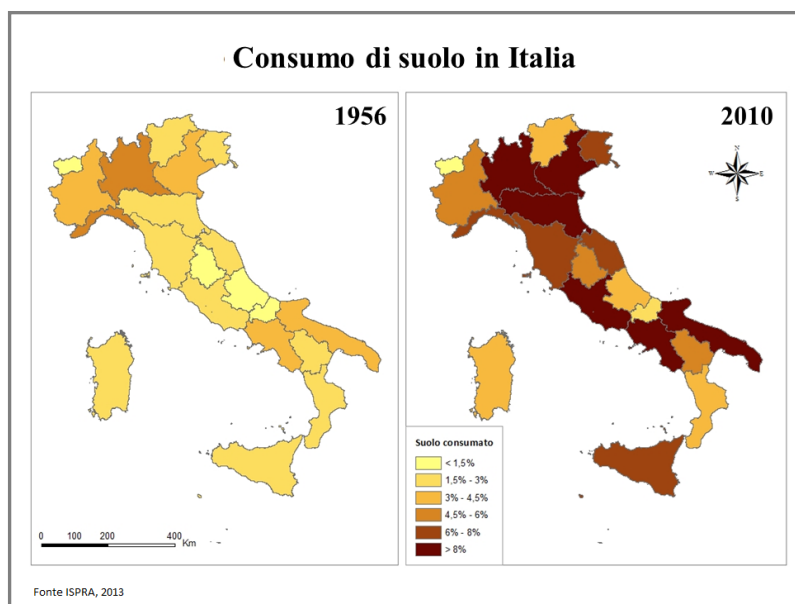 Consumo di suolo in Italia
1956
2010
N
W
E
S
Suolo consumato
< 1,5%
1,5% - 3%
3% - 4,5%
4,5% - 6%
6% - 8%
> 8%
0 100 200 400
Km
Fonte ISPRA, 2013